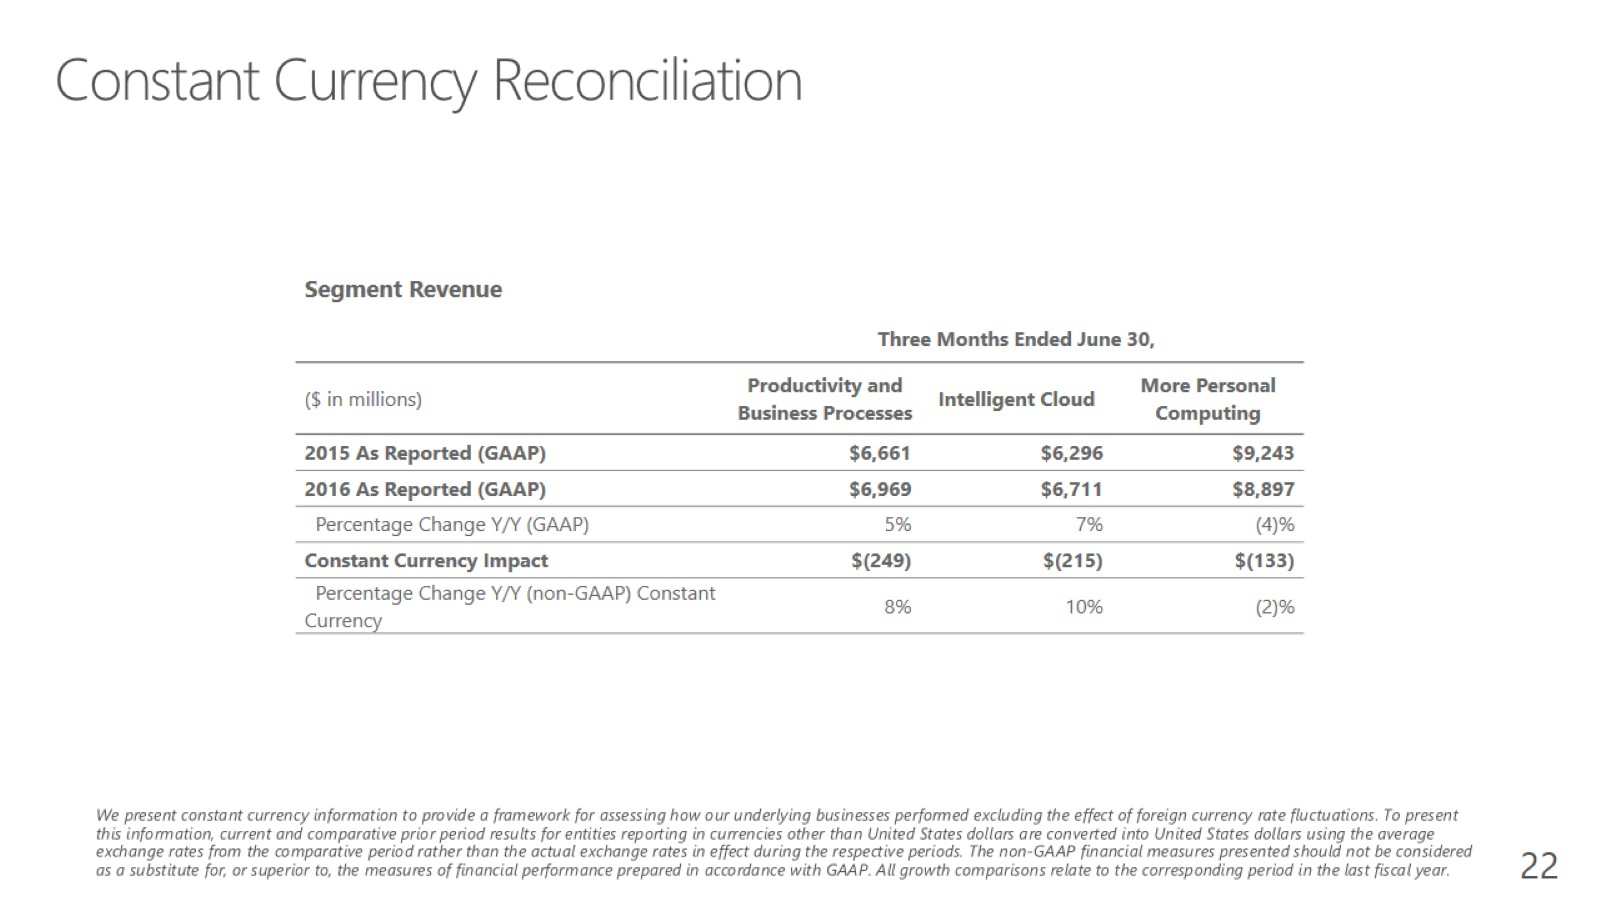 Constant Currency Reconciliation
Segment Revenue
Three Months Ended June 30,
($ in millions) Productivity and Business Processes Intelligent Cloud More Personal Computing
2015 As Reported (GAAP) $6,661 $6,296 $9,243
2016 As Reported (GAAP) $6,969 $6,711 $8,897
Percentage Change Y/Y (GAAP) 5% 7% (4)%
Constant Currency Impact $(249) $(215) $(133)
Percentage Change Y/Y (non-GAAP) Constant Currency 8% 10% (2)%
We present constant currency information to provide a framework for assessing how our underlying businesses performed excluding the effect of foreign currency rate fluctuations. To present
this information, current and comparative prior period results for entities reporting in currencies other than United States dollars are converted into United States dollars using the average
exchange rates from the comparative period rather than the actual exchange rates in effect during the respective periods. The non-GAAP financial measures presented should not be considered
as a substitute for, or superior to, the measures of financial performance prepared in accordance with GAAP. All growth comparisons relate to the corresponding period in the last fiscal year.
22